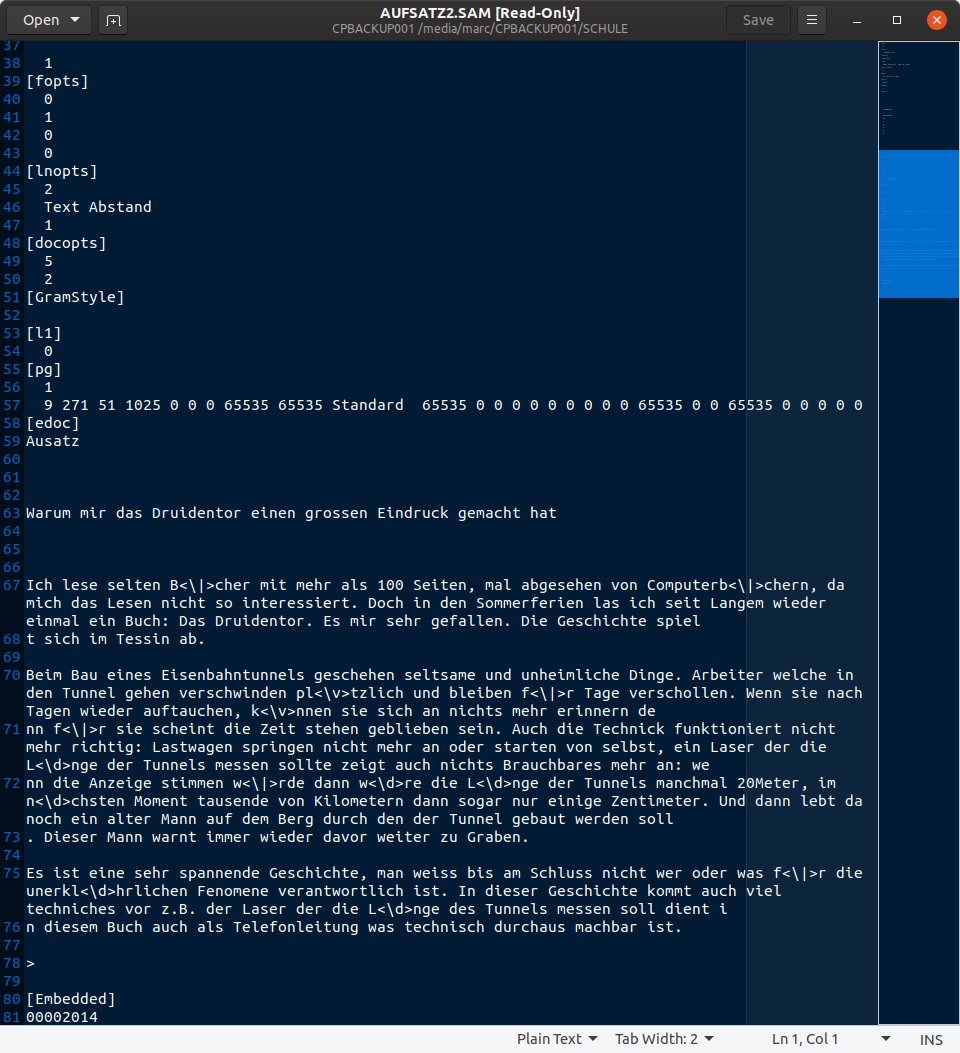 Open
AUFSATZ2.SAM [Read-Only]
CPBACKUP001 /media/marc/CPBACKUP001/SCHULE
Save
37
38 1
39 [fopts]
40 0
41 1
42 0
43 0
44 [lnopts]
45 2
46 Text Abstand
47 1
48 [docopts]
49 5
50 2
51 [GramStyle]
52
53 [l1]
54 0
55 [pg]
56 1
57 9 271 51 1025 0 0 0 65535 65535 Standard  65535 0 0 0 0 0 0 0 0 0 65535 0 0 65535 0 0 0 0 0
58 [edoc]
59 Ausatz
60
61
62
63 Warum mir das Druidentor einen grossen Eindruck gemacht hat
64
65
66
67 Ich lese selten B<\|>cher mit mehr als 100 Seiten, mal abgesehen von Computerb<\|>chern, da
mich das Lesen nicht so interessiert. Doch in den Sommerferien las ich seit Langem wieder
einmal ein Buch: Das Druidentor. Es mir sehr gefallen. Die Geschichte spiel
68 t sich im Tessin ab.
69
70 Beim Bau eines Eisenbahntunnels geschehen seltsame und unheimliche Dinge. Arbeiter welche in
den Tunnel gehen verschwinden pl<\v>tzlich und bleiben f<\|>r Tage verschollen. Wenn sie nach
Tagen wieder auftauchen, k<\v>nnen sie sich an nichts mehr erinnern de
71 nn f<\|>r sie scheint die Zeit stehen geblieben sein. Auch die Technick funktioniert nicht
mehr richtig: Lastwagen springen nicht mehr an oder starten von selbst, ein Laser der die
L<\d>nge der Tunnels messen sollte zeigt auch nichts Brauchbares mehr an: we
72 nn die Anzeige stimmen w<\|>rde dann w<\d>re die L<\d>nge der Tunnels manchmal 20Meter, im
n<\d>chsten Moment tausende von Kilometern dann sogar nur einige Zentimeter. Und dann lebt da
noch ein alter Mann auf dem Berg durch den der Tunnel gebaut werden soll
73 . Dieser Mann warnt immer wieder davor weiter zu Graben.
74
75 Es ist eine sehr spannende Geschichte, man weiss bis am Schluss nicht wer oder was f<\|>r die
unerkl<\d>hrlichen Fenomene verantwortlich ist. In dieser Geschichte kommt auch viel
techniches vor z.B. der Laser der die L<\d>nge des Tunnels messen soll dient i
76 n diesem Buch auch als Telefonleitung was technisch durchaus machbar ist.
77
78 >
79
80 [Embedded]
81 00002014
Plain Text
Tab Width: 2
Ln 1, Col 1
INS